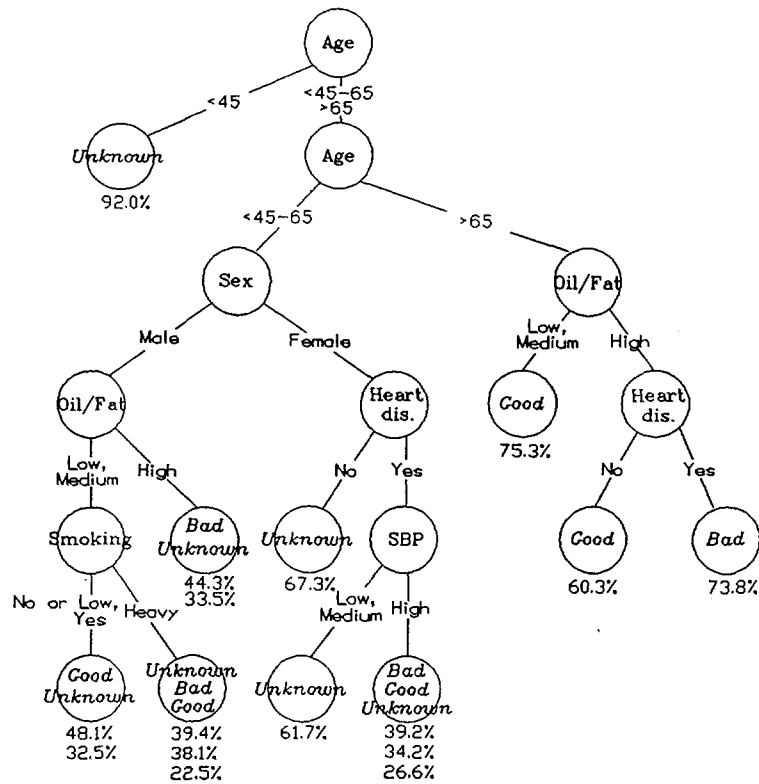 Age
<45
<45-65
>65
Unknown
92.0%
Age
<45-65
>65
Sex
Oil/Fat
Male
Female
Low,
Medium
High
Oil/Fat
Heart
dis.
Good
75.3%
Heart
dis.
Low,
Medium
High
No
Yes
No
Yes
Smoking
Bad
Unknown
44.3%
33.5%
Unknown
67.3%
SBP
Good
60.3%
Bad
73.8%
No or Low,
Yes
Heavy
Low,
Medium
High
Good
Unknown
48.1%
32.5%
Unknown
Bad
Good
39.4%
38.1%
22.5%
Unknown
61.7%
Bad
Good
Unknown
39.2%
34.2%
26.6%